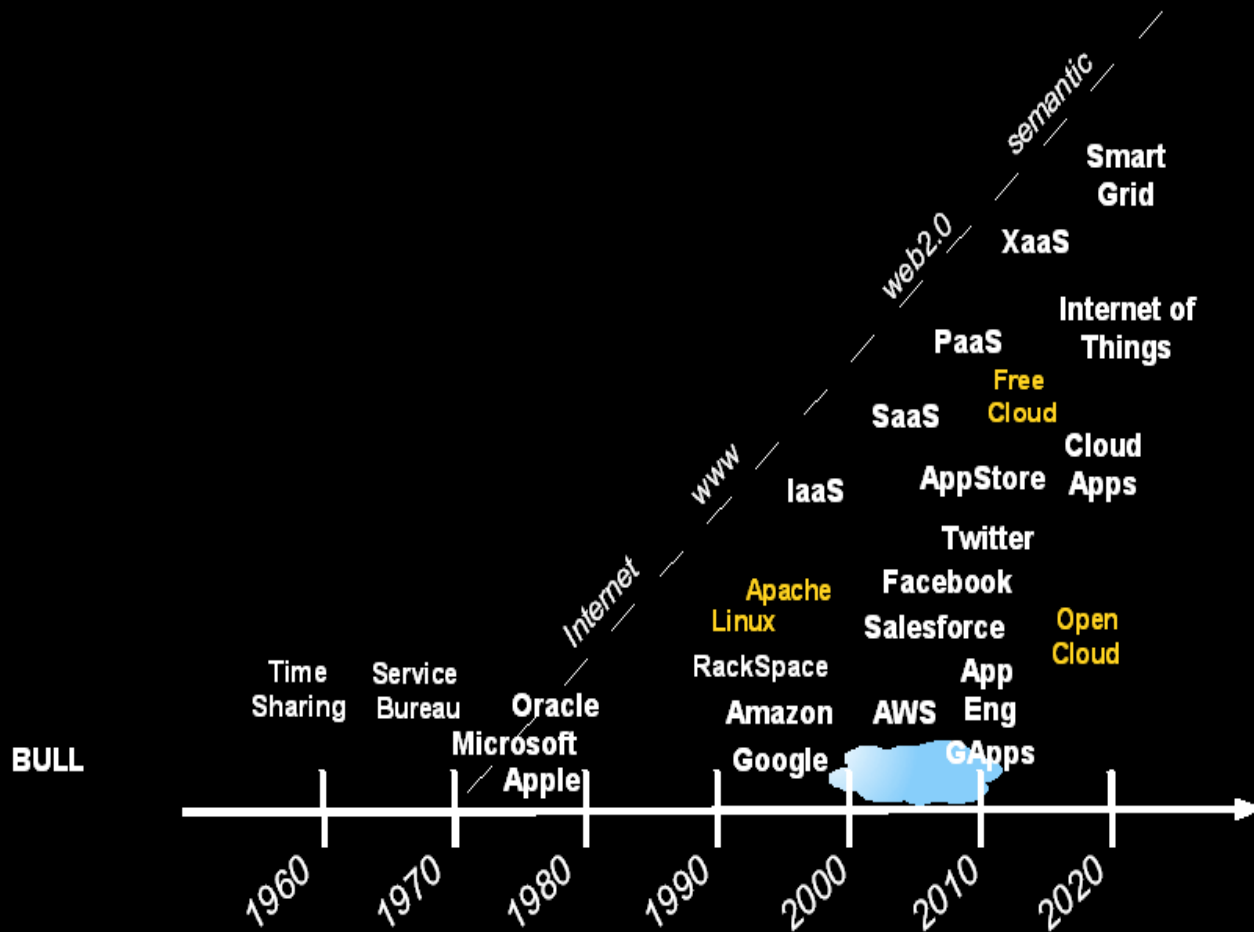 semantic
Smart
Grid
web2.0
XaaS
Internet of
Things
PaaS
Free
Cloud
SaaS
Cloud
Apps
www
IaaS
AppStore
Twitter
Internet
Facebook
Apache
Linux
Salesforce
Open
Cloud
Time
Sharing
Service
Bureau
RackSpace
App
Eng
Oracle
Amazon
AWS
Microsoft
Apple
BULL
Google
GApps
1960
1970
1980
1990
2000
2010
2020